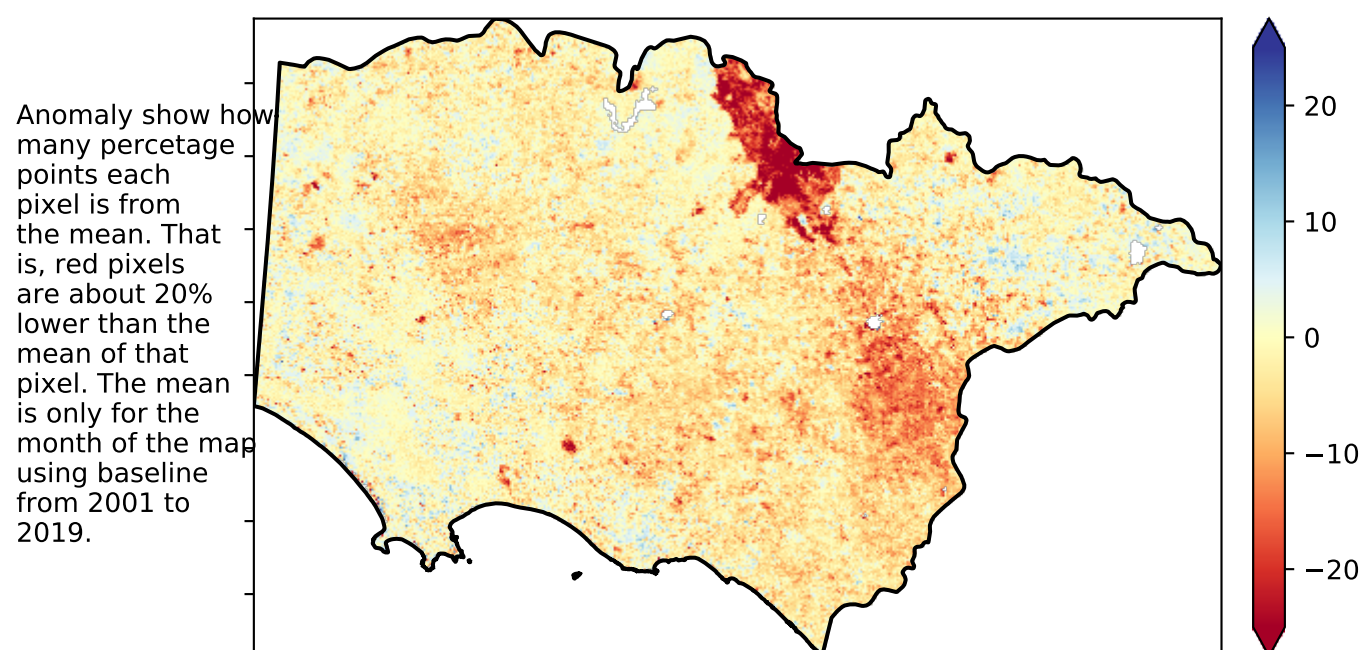 Anomaly show how
many percetage
points each
pixel is from
the mean. That
is, red pixels
are about 20%
lower than the
mean of that
pixel. The mean
is only for the
month of the map
using baseline
from 2001 to
2019.
20
10
0
−10
−20